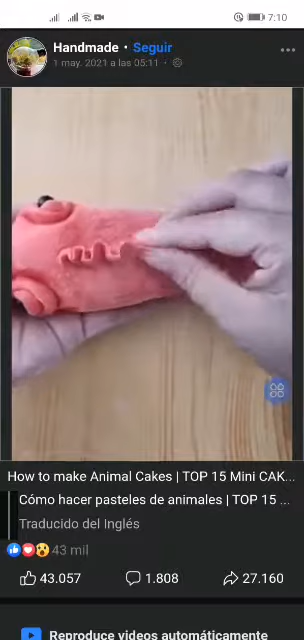 7:10
Handmade • Seguir
1 may. 2021 a las 05:11 ·
How to make Animal Cakes | TOP 15 Mini CAK...
Cómo hacer pasteles de animales | TOP 15 ...
Traducido del Inglés
43 mil
43.057 1.808 27.160
Reproduce videos automáticamente